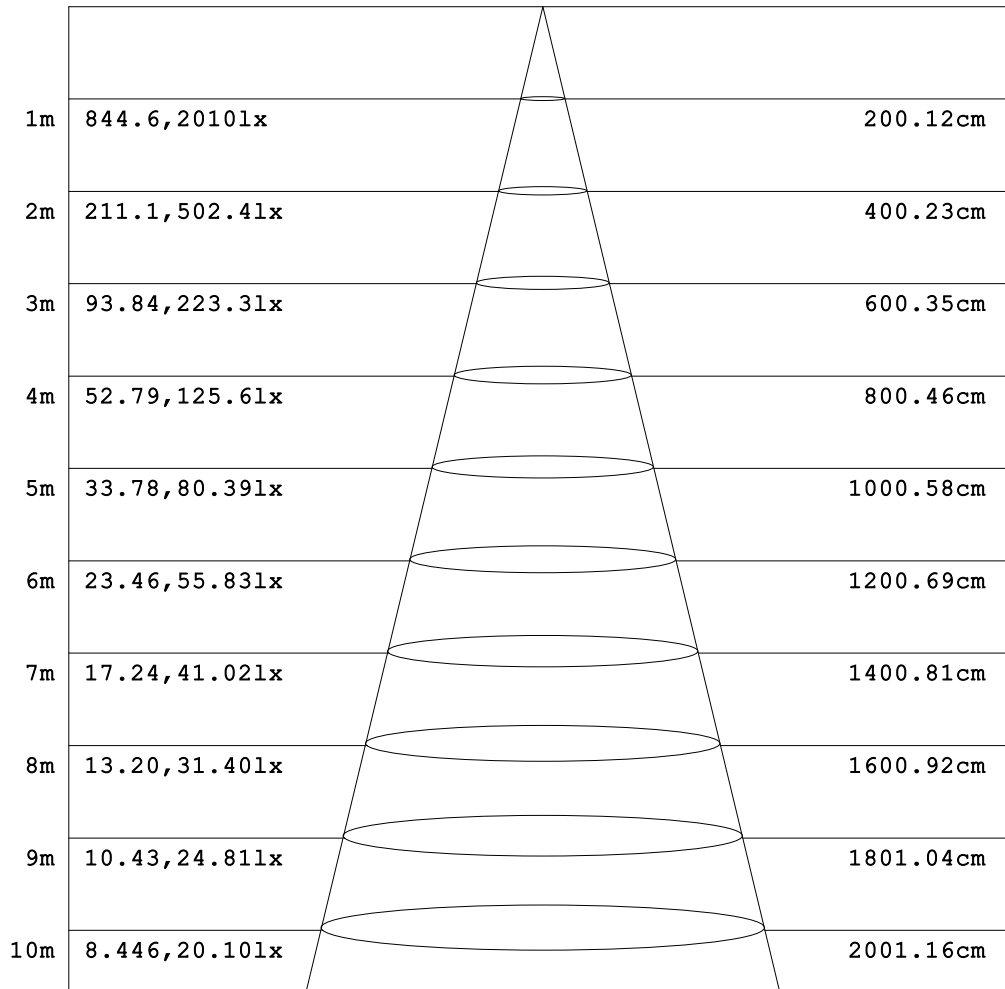 1m 844.6,2010lx 200.12cm
2m 211.1,502.4lx 400.23cm
3m 93.84,223.3lx 600.35cm
4m 52.79,125.6lx 800.46cm
5m 33.78,80.39lx 1000.58cm
6m 23.46,55.83lx 1200.69cm
7m 17.24,41.02lx 1400.81cm
8m 13.20,31.40lx 1600.92cm
9m 10.43,24.81lx 1801.04cm
10m 8.446,20.10lx 2001.16cm